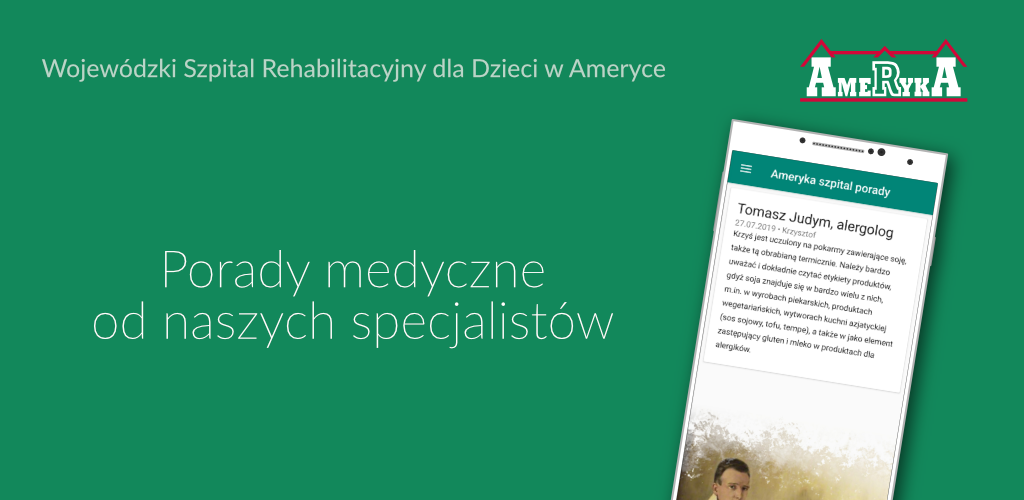 Wojewódzki Szpital Rehabilitacyjny dla Dzieci w Ameryce
AMERYKA
Porady medyczne
od naszych specjalistów
Ameryka szpital porady
Tomasz Judym, alergolog
27.07.2019 • Krzysztof
Krzyś jest uczulony na pokarmy zawierające soję,
także tą obrabianą termicznie. Należy bardzo
uważać i dokładnie czytać etykiety produktów,
gdyż soja znajduje się w bardzo wielu z nich,
m.in. w wyrobach piekarskich, produktach
wegetariańskich, wytworach kuchni azjatyckiej
(sos sojowy, tofu, tempe), a także w jako element
zastępujący gluten i mleko w produktach dla
alergików.